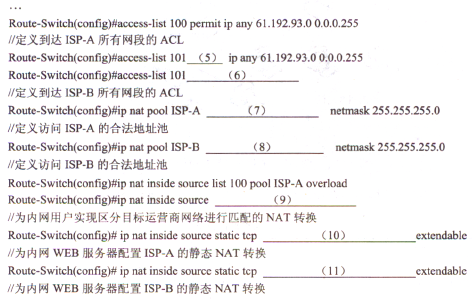 …
Route-Switch(config)#access-list 100 permit ip any 61.192.93.0 0.0.0.255
//定义到达 ISP-A 所有网段的 ACL
Route-Switch(config)#access-list 101 （5） ip any 61.192.93.0 0.0.0.255
Route-Switch(config)#access-list 101 （6）
//定义到达 ISP-B 所有网段的 ACL
Route-Switch(config)#ip nat pool ISP-A （7） netmask 255.255.255.0
//定义访问 ISP-A 的合法地址池
Route-Switch(config)#ip nat pool ISP-B （8） netmask 255.255.255.0
//定义访问 ISP-B 的合法地址池
Route-Switch(config)#ip nat inside source list 100 pool ISP-A overload
Route-Switch(config)#ip nat inside source （9）
//为内网用户实现区分目标运营商网络进行匹配的 NAT 转换
Route-Switch(config)# ip nat inside source static tcp （10） extendable
//为内网 WEB 服务器配置 ISP-A 的静态 NAT 转换
Route-Switch(config)# ip nat inside source static tcp （11） extendable
//为内网 WEB 服务器配置 ISP-B 的静态 NAT 转换